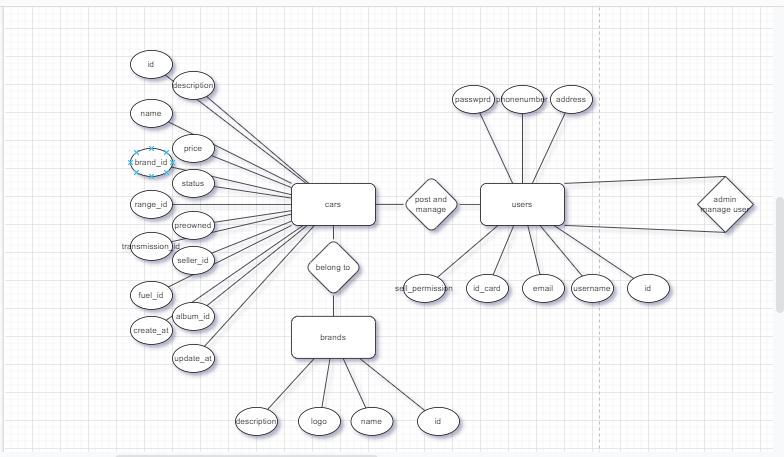 id
description
name
price
brand_id
status
range_id
preowned
transmission_id
seller_id
fuel_id
album_id
create_at
update_at
cars
post and
manage
belong to
brands
description
logo
name
id
passwprd
phonenumber
address
users
admin
manage user
sell_permission
id_card
email
username
id